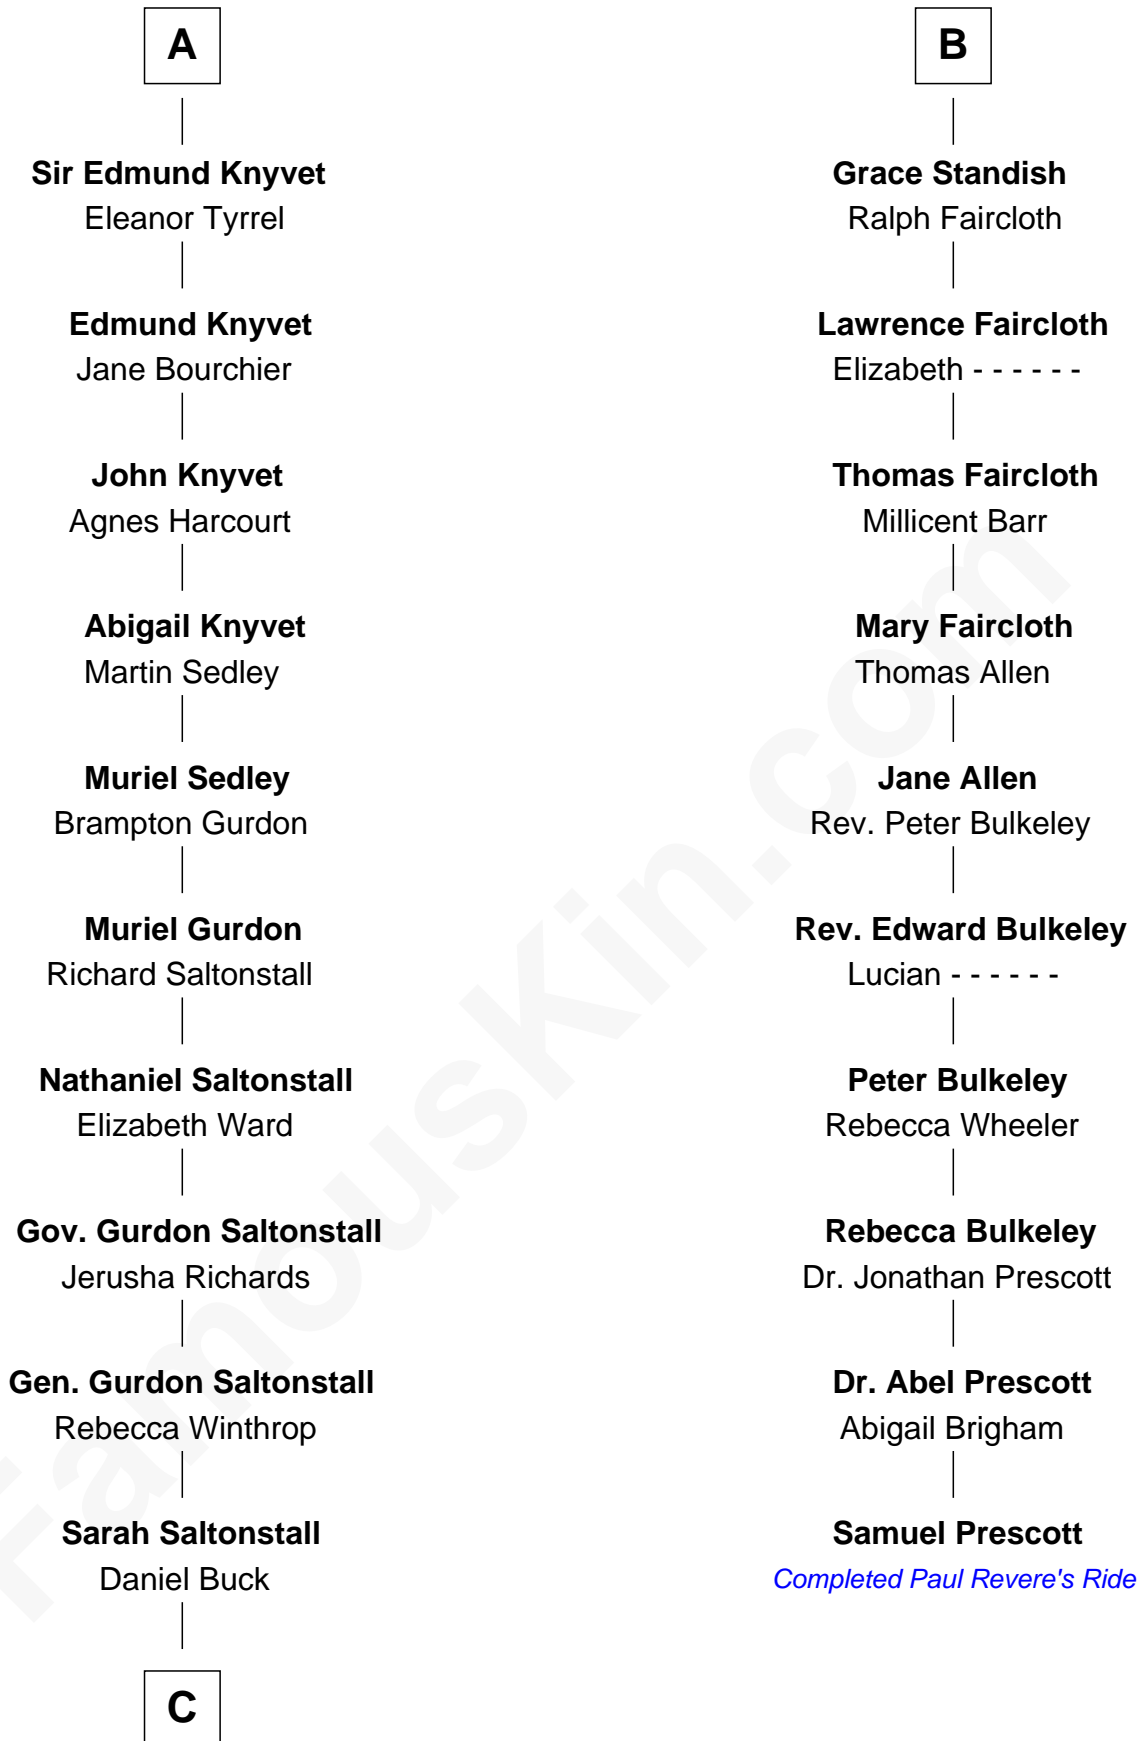 A
Sir Edmund Knyvet
Eleanor Tyrrel
Edmund Knyvet
Jane Bourchier
John Knyvet
Agnes Harcourt
Abigail Knyvet
Martin Sedley
Muriel Sedley
Brampton Gurdon
Muriel Gurdon
Richard Saltonstall
Nathaniel Saltonstall
Elizabeth Ward
Gov. Gurdon Saltonstall
Jerusha Richards
Gen. Gurdon Saltonstall
Rebecca Winthrop
Sarah Saltonstall
Daniel Buck
C
B
Grace Standish
Ralph Faircloth
Lawrence Faircloth
Elizabeth - - - - - -
Thomas Faircloth
Millicent Barr
Mary Faircloth
Thomas Allen
Jane Allen
Rev. Peter Bulkeley
Rev. Edward Bulkeley
Lucian - - - - - -
Peter Bulkeley
Rebecca Wheeler
Rebecca Bulkeley
Dr. Jonathan Prescott
Dr. Abel Prescott
Abigail Brigham
Samuel Prescott
Completed Paul Revere's Ride
FamousKin.com